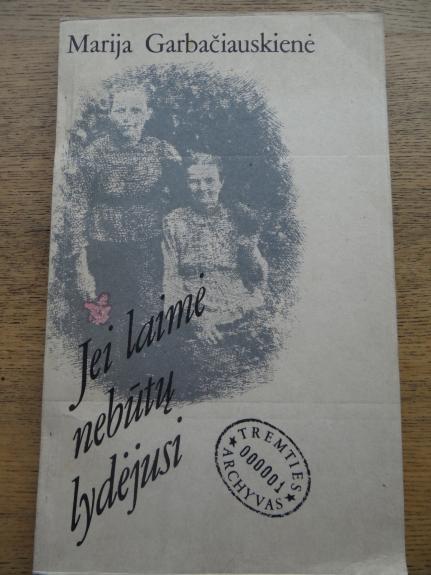 Marija Garbačiauskienė
Jei laimė
nebūtų
lydėjusi
★ TREMTIES ★
000001
ARCHYVAS